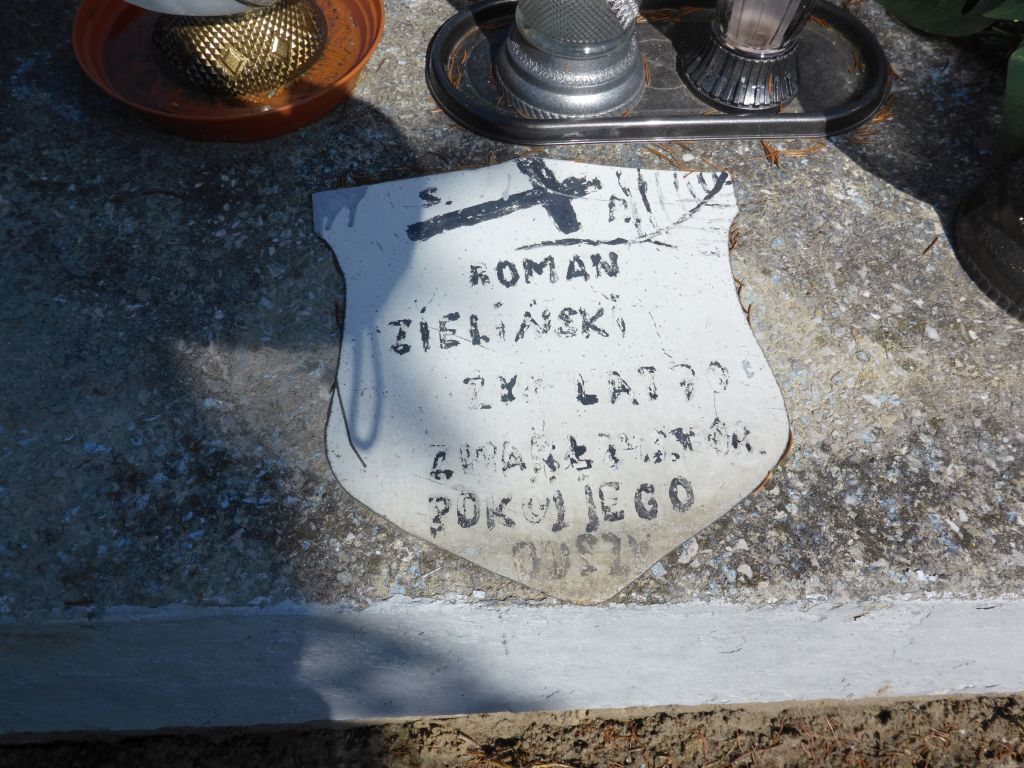 S. P.
ROMAN
ZIELIŃSKI
ŻYŁ LAT 70
ZMARŁ
POKÓJ JEGO
DUSZY